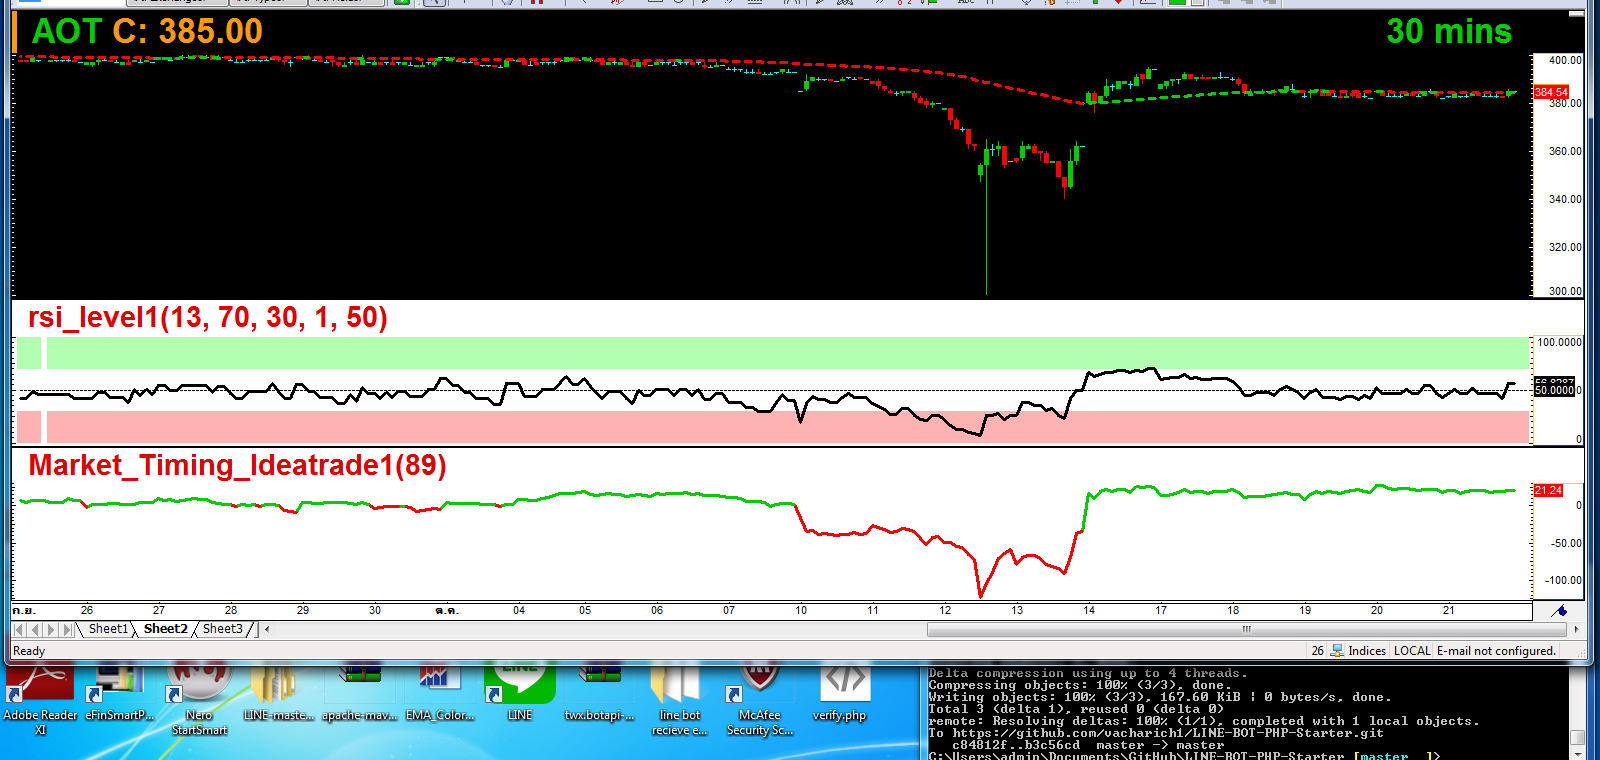 AOT C: 385.00
30 mins
400.00
384.54
380.00
360.00
340.00
320.00
300.00
rsi_level1(13, 70, 30, 1, 50)
100.0000
50.0000
0
Market_Timing_Ideatrade1(89)
21.24
0
-50.00
-100.00
ก.ย. 26 27 28 29 30 ต.ค. 04 05 06 07 10 11 12 13 14 17 18 19 20 21
Sheet1 Sheet2 Sheet3
Ready
26 Indices LOCAL E-mail not configured.
Adobe Reader XI
eFinSmartP...
Nero StartSmart
LINE-maste...
apache-mav...
EMA_Color...
LINE
twx.botapi-...
line bot recieve e...
McAfee Security Sc...
verify.php
Delta compression using up to 4 threads.
Compressing objects: 100% (3/3), done.
Writing objects: 100% (3/3), 167.60 KiB | 0 bytes/s, done.
Total 3 (delta 1), reused 0 (delta 0)
remote: Resolving deltas: 100% (1/1), completed with 1 local objects.
To https://github.com/vacharich1/LINE-BOT-PHP-Starter.git
c84812f..b3c56cd master -> master
C:\Users\admin\Documents\GitHub\LINE-BOT-PHP-Starter [master ]>